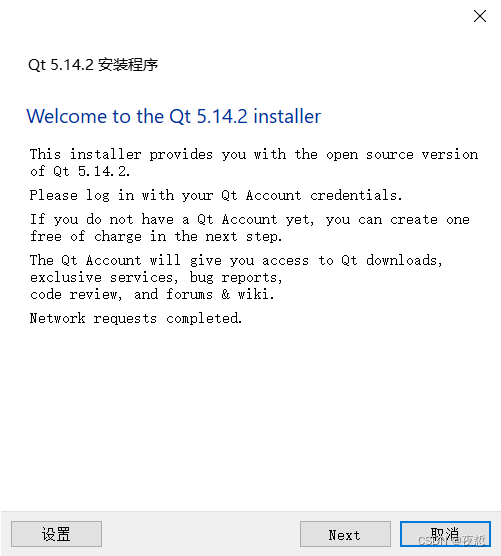 Qt 5.14.2 安装程序
Welcome to the Qt 5.14.2 installer
This installer provides you with the open source version
of Qt 5.14.2.
Please log in with your Qt Account credentials.
If you do not have a Qt Account yet, you can create one
free of charge in the next step.
The Qt Account will give you access to Qt downloads,
exclusive services, bug reports,
code review, and forums & wiki.
Network requests completed.
设置
Next
取消
CSDN @夜悊